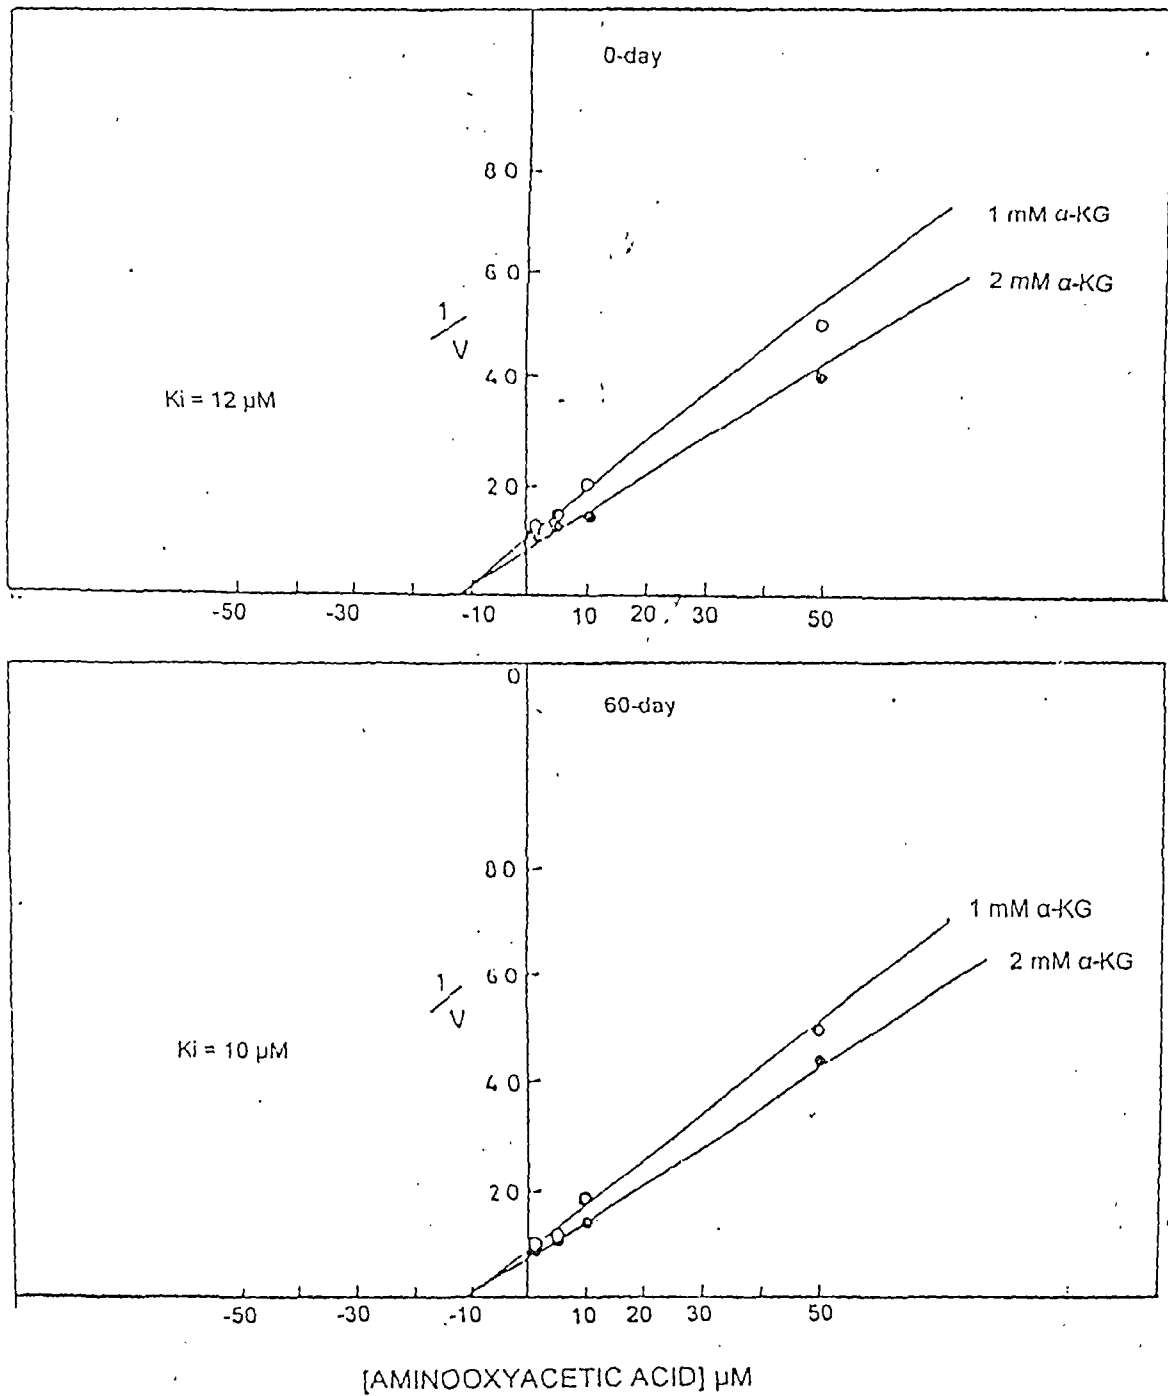 0-day
80
1 mM α-KG
60
2 mM α-KG
1/V
40
Ki = 12 μM
20
-50 -30 -10 10 20 30 50
0
60-day
80
1 mM α-KG
60
2 mM α-KG
1/V
Ki = 10 μM
40
20
-50 -30 -10 10 20 30 50
[AMINOOXYACETIC ACID] μM